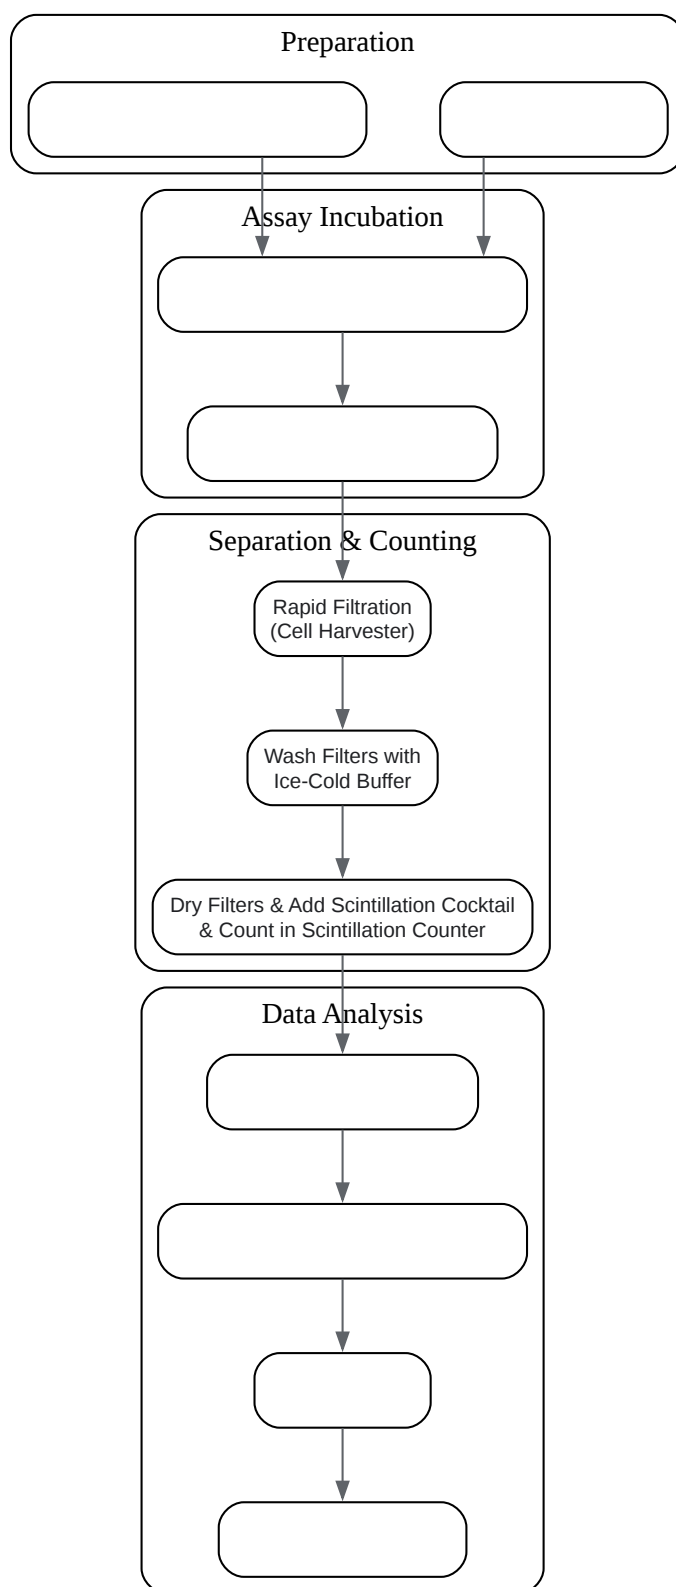 Preparation
Assay Incubation
Separation & Counting
Rapid Filtration
(Cell Harvester)
Wash Filters with
Ice-Cold Buffer
Dry Filters & Add Scintillation Cocktail
& Count in Scintillation Counter
Data Analysis